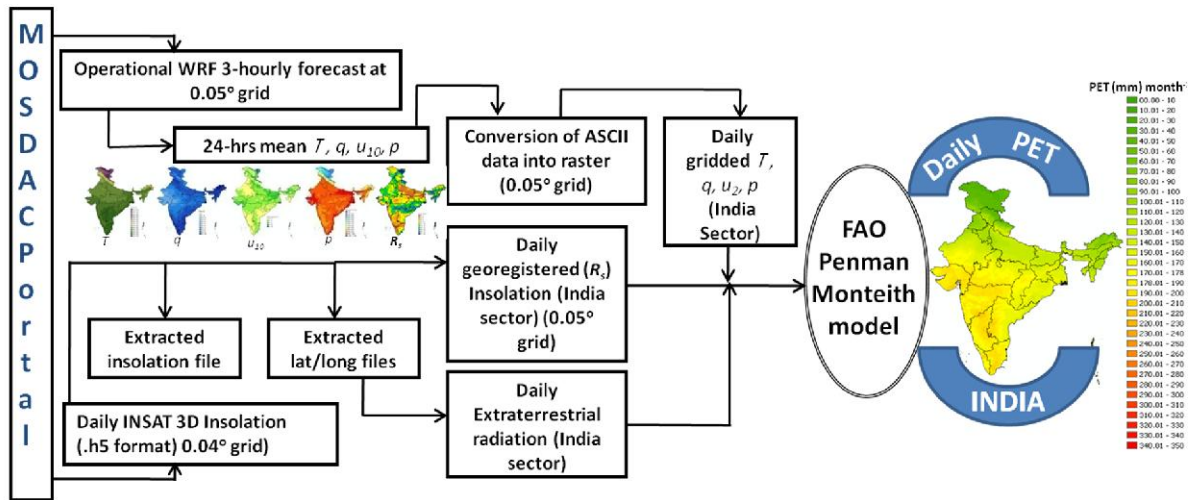 MOSDAC Portal
Operational WRF 3-hourly forecast at
0.05° grid
24-hrs mean T, q, u10, p
T
q
u10
p
Rs
Conversion of ASCII
data into raster
(0.05° grid)
Daily
gridded T,
q, u2, p
(India
Sector)
Daily
georegistered (Rs)
Insolation (India
sector) (0.05°
grid)
Extracted
insolation file
Extracted
lat/long files
Daily INSAT 3D Insolation
(.h5 format) 0.04° grid)
Daily
Extraterrestrial
radiation (India
sector)
FAO
Penman
Monteith
model
Daily PET
INDIA
PET (mm) month-1
00.00 - 10
10.01 - 20
20.01 - 30
30.01 - 40
40.01 - 50
50.01 - 60
60.01 - 70
70.01 - 80
80.01 - 90
90.01 - 100
100.01 - 110
110.01 - 120
120.01 - 130
130.01 - 140
140.01 - 150
150.01 - 160
160.01 - 170
170.01 - 178
170.01 - 190
190.01 - 200
200.01 - 210
210.01 - 220
220.01 - 230
230.01 - 240
240.01 - 250
250.01 - 260
260.01 - 270
270.01 - 280
280.01 - 290
290.01 - 300
300.01 - 310
310.01 - 320
320.01 - 330
330.01 - 340
340.01 - 350